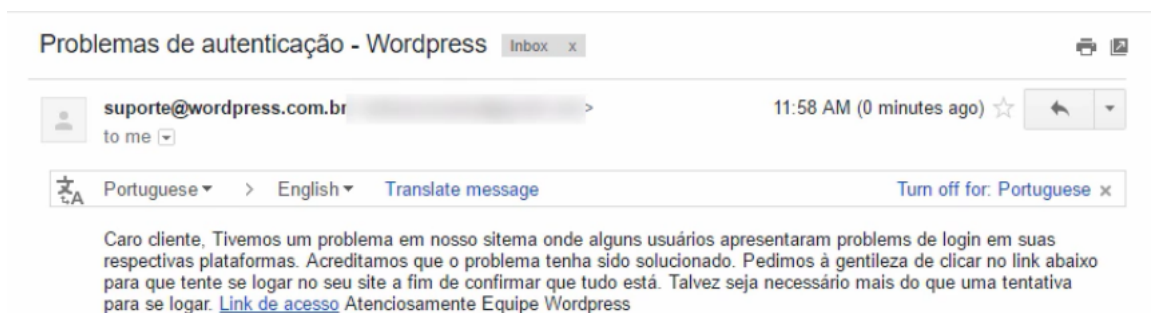 Problemas de autenticação - Wordpress Inbox x
suporte@wordpress.com.br > 11:58 AM (0 minutes ago)
to me
Portuguese > English Translate message Turn off for: Portuguese x
Caro cliente, Tivemos um problema em nosso sitema onde alguns usuários apresentaram problems de login em suas
respectivas plataformas. Acreditamos que o problema tenha sido solucionado. Pedimos à gentileza de clicar no link abaixo
para que tente se logar no seu site a fim de confirmar que tudo está. Talvez seja necessário mais do que uma tentativa
para se logar. Link de acesso Atenciosamente Equipe Wordpress